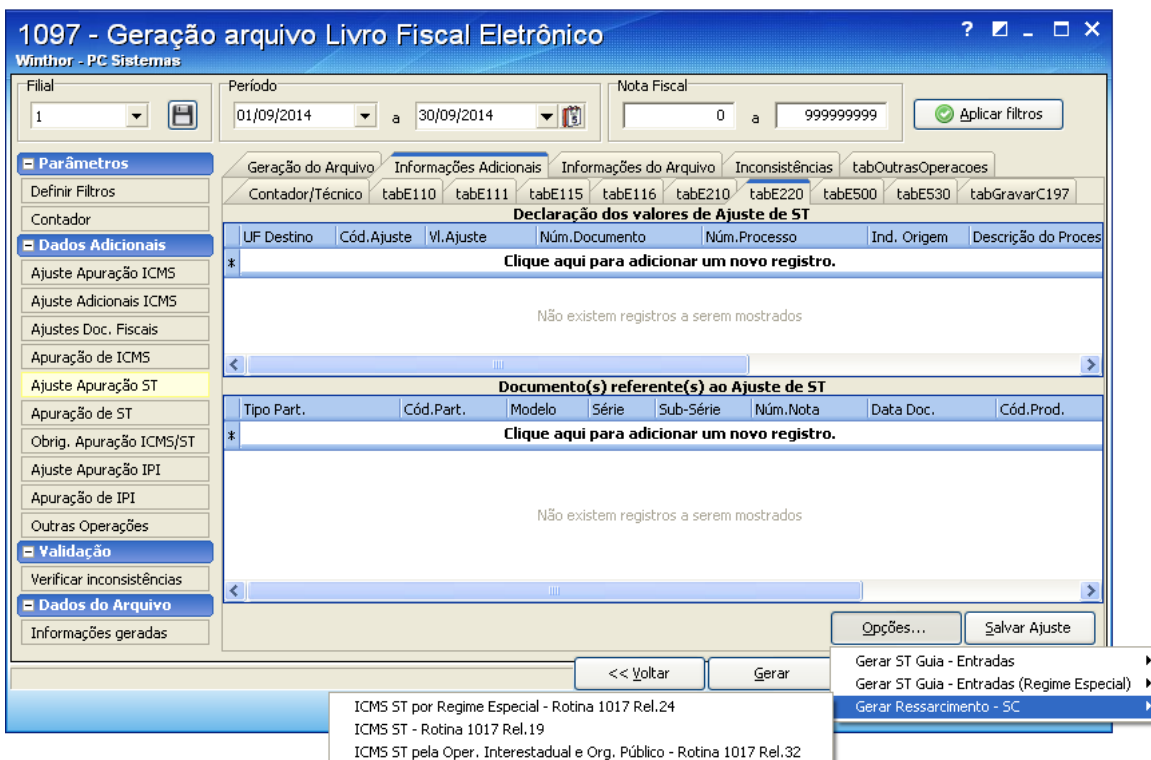 1097 - Geração arquivo Livro Fiscal Eletrônico
Winthor - PC Sistemas
Filial
Período
Nota Fiscal
1
01/09/2014
a
30/09/2014
0
a
999999999
Aplicar filtros
Parâmetros
Definir Filtros
Contador
Dados Adicionais
Ajuste Apuração ICMS
Ajuste Adicionais ICMS
Ajustes Doc. Fiscais
Apuração de ICMS
Ajuste Apuração ST
Apuração de ST
Obrig. Apuração ICMS/ST
Ajuste Apuração IPI
Apuração de IPI
Outras Operações
Validação
Verificar inconsistências
Dados do Arquivo
Informações geradas
Geração do Arquivo Informações Adicionais Informações do Arquivo Inconsistências tabOutrasOperacoes
Contador/Técnico tabE110 tabE111 tabE115 tabE116 tabE210 tabE220 tabE500 tabE530 tabGravarC197
Declaração dos valores de Ajuste de ST
UF Destino Cód.Ajuste Vl.Ajuste Núm.Documento Núm.Processo Ind. Origem Descrição do Proces
* Clique aqui para adicionar um novo registro.
Não existem registros a serem mostrados
Documento(s) referente(s) ao Ajuste de ST
Tipo Part. Cód.Part. Modelo Série Sub-Série Núm.Nota Data Doc. Cód.Prod.
* Clique aqui para adicionar um novo registro.
Não existem registros a serem mostrados
Opções... Salvar Ajuste
<< Voltar Gerar
Gerar ST Guia - Entradas
Gerar ST Guia - Entradas (Regime Especial)
Gerar Ressarcimento - SC
ICMS ST por Regime Especial - Rotina 1017 Rel.24
ICMS ST - Rotina 1017 Rel.19
ICMS ST pela Oper. Interestadual e Org. Público - Rotina 1017 Rel.32